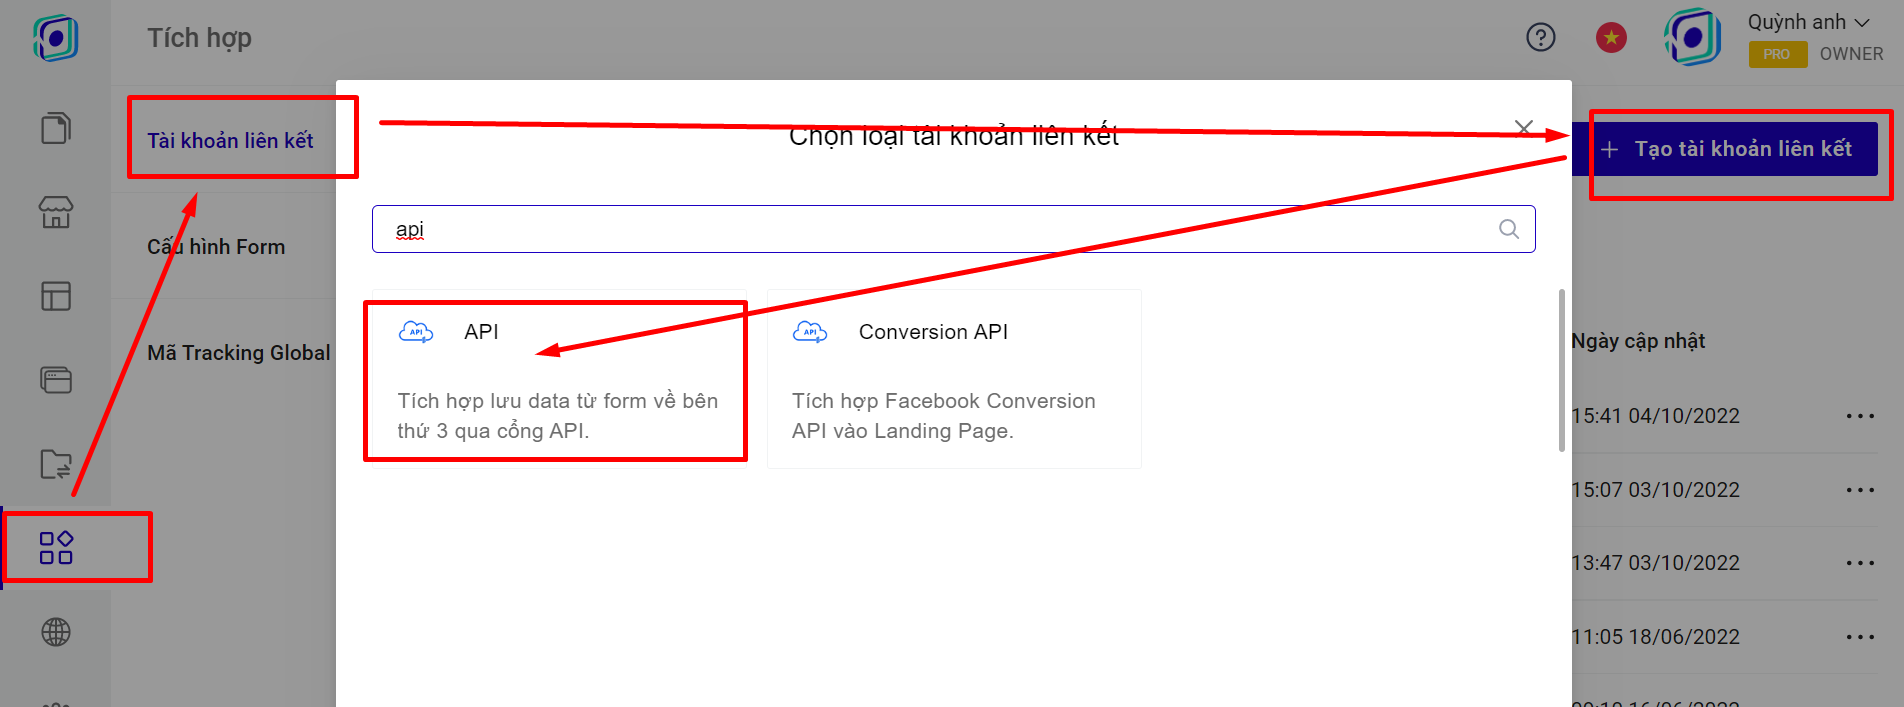 Tích hợp
Quỳnh anh
PRO OWNER
Tài khoản liên kết
Cấu hình Form
Mã Tracking Global
Chọn loại tài khoản liên kết
+ Tạo tài khoản liên kết
api
API
Tích hợp lưu data từ form về bên
thứ 3 qua cổng API.
Conversion API
Tích hợp Facebook Conversion
API vào Landing Page.
Ngày cập nhật
15:41 04/10/2022
15:07 03/10/2022
13:47 03/10/2022
11:05 18/06/2022